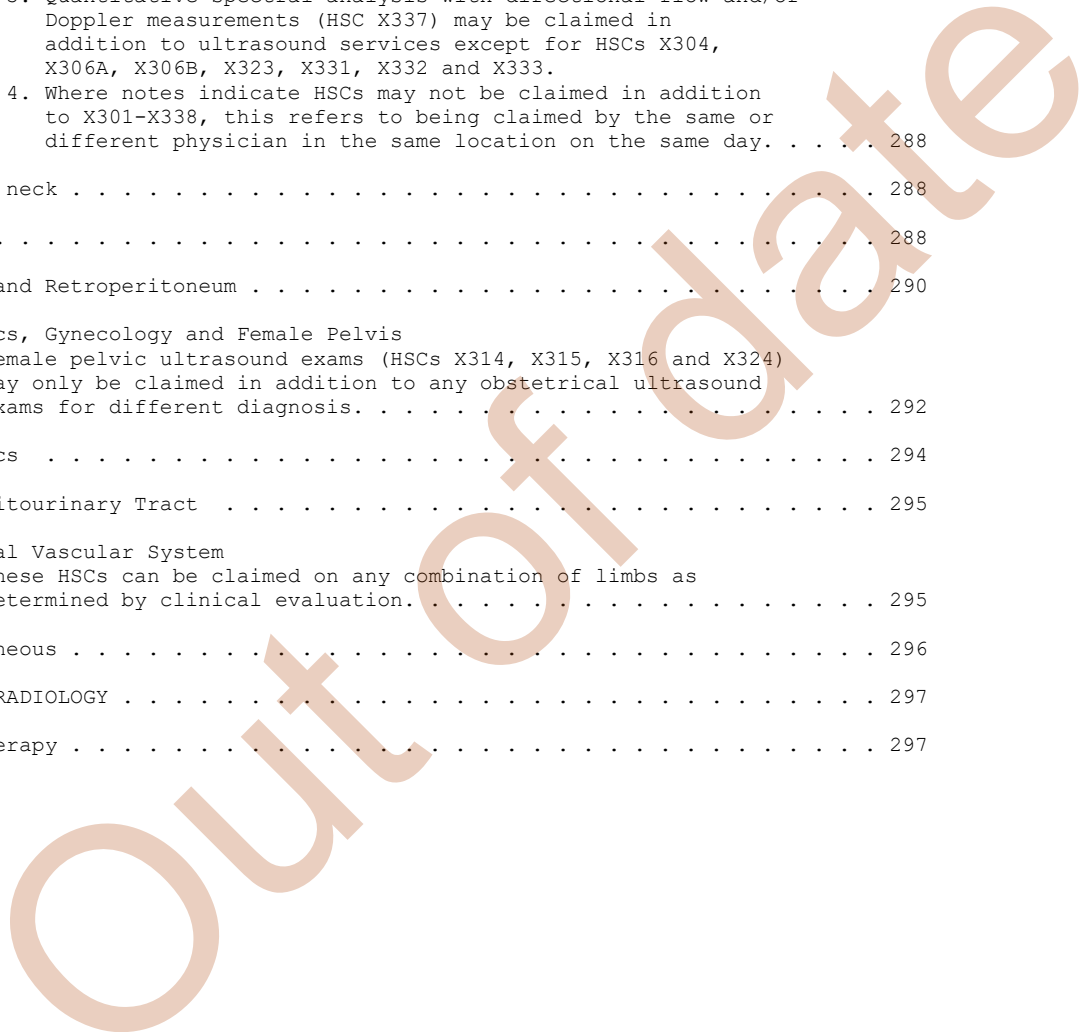 3. Quantitative spectral analysis with directional flow and/or
Doppler measurements (HSC X337) may be claimed in
addition to ultrasound services except for HSCs X304,
X306A, X306B, X323, X331, X332 and X333.
4. Where notes indicate HSCs may not be claimed in addition
to X301-X338, this refers to being claimed by the same or
different physician in the same location on the same day. . . . . 288
neck . . . . . . . . . . . . . . . . . . . . . . . . . . . . . . . . 288
. . . . . . . . . . . . . . . . . . . . . . . . . . . . . . . . . . . 288
and Retroperitoneum . . . . . . . . . . . . . . . . . . . . . . . . . 290
cs, Gynecology and Female Pelvis
emale pelvic ultrasound exams (HSCs X314, X315, X316 and X324)
ay only be claimed in addition to any obstetrical ultrasound
xams for different diagnosis. . . . . . . . . . . . . . . . . . . . . 292
cs . . . . . . . . . . . . . . . . . . . . . . . . . . . . . . . . . 294
itourinary Tract . . . . . . . . . . . . . . . . . . . . . . . . . . 295
al Vascular System
hese HSCs can be claimed on any combination of limbs as
etermined by clinical evaluation. . . . . . . . . . . . . . . . . . . 295
neous . . . . . . . . . . . . . . . . . . . . . . . . . . . . . . . . 296
RADIOLOGY . . . . . . . . . . . . . . . . . . . . . . . . . . . . . . 297
erapy . . . . . . . . . . . . . . . . . . . . . . . . . . . . . . . . 297
Out of date